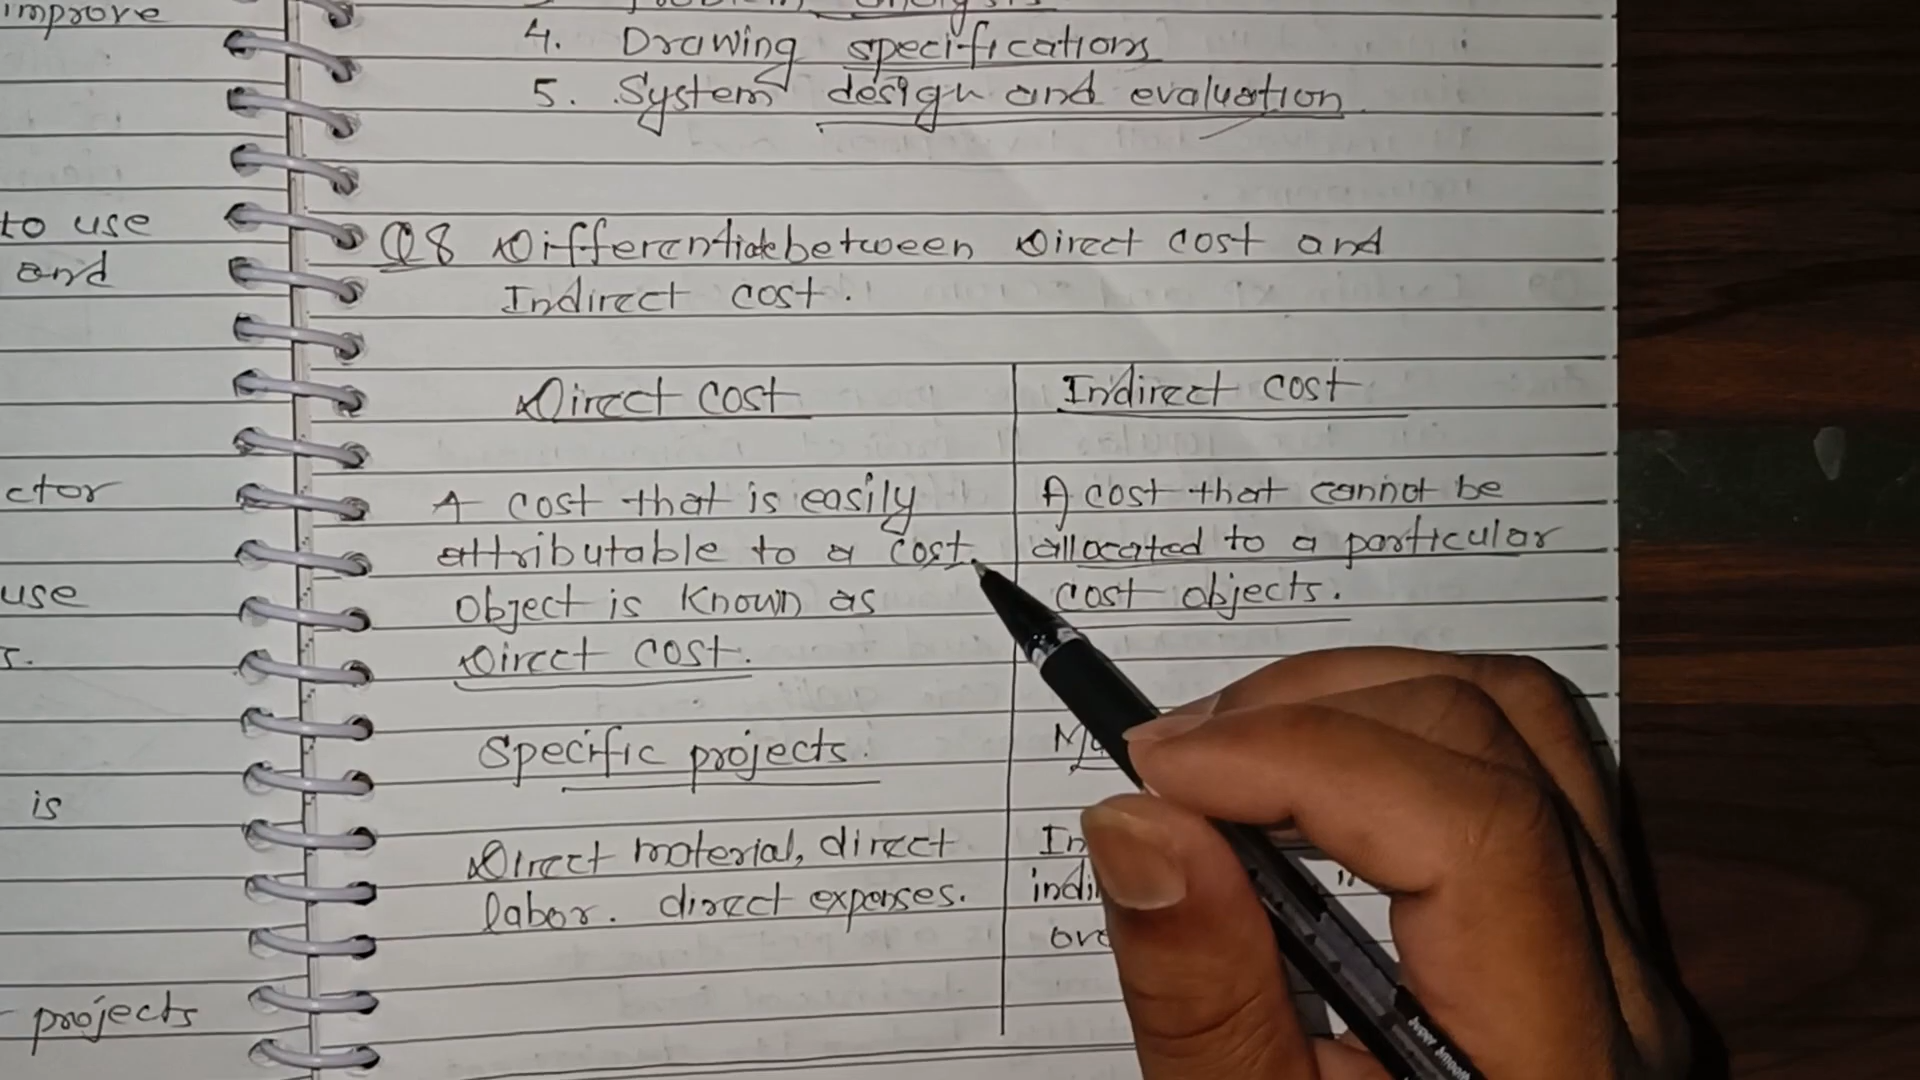 improve
to use
and
ctor
use
s.
is
projects
4. Drawing specifications
5. System design and evaluation
Q8 Differentiate between Direct cost and
Indirect cost.
Direct cost
A cost that is easily
attributable to a cost
object is known as
Direct cost.
Specific projects.
Direct material, direct
labor. direct expenses.
Indirect cost
A cost that cannot be
allocated to a particular
cost objects.